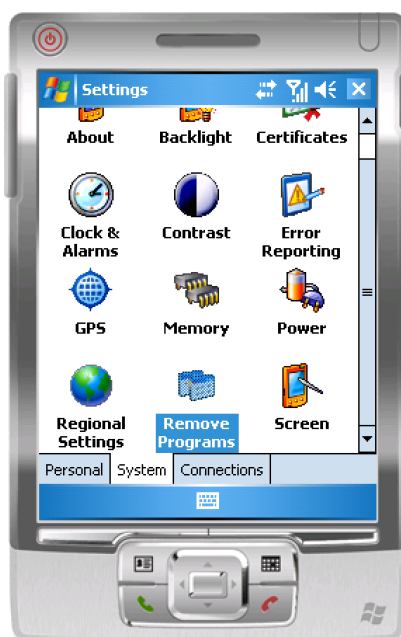 Settings
About Backlight Certificates
Clock & Contrast Error
Alarms Reporting
GPS Memory Power
Regional Remove Screen
Settings Programs
Personal System Connections